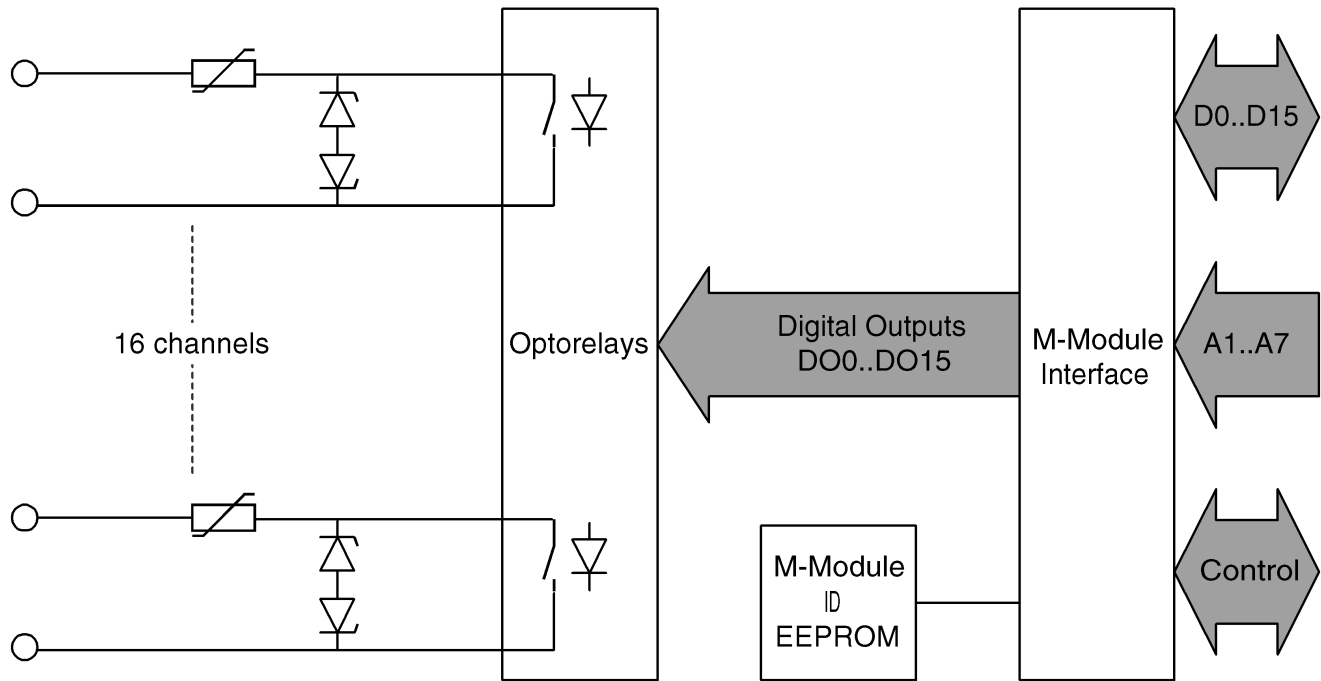 D0..D15
16 channels
Optorelays
Digital Outputs
DO0..DO15
M-Module
Interface
A1..A7
M-Module
ID
EEPROM
Control